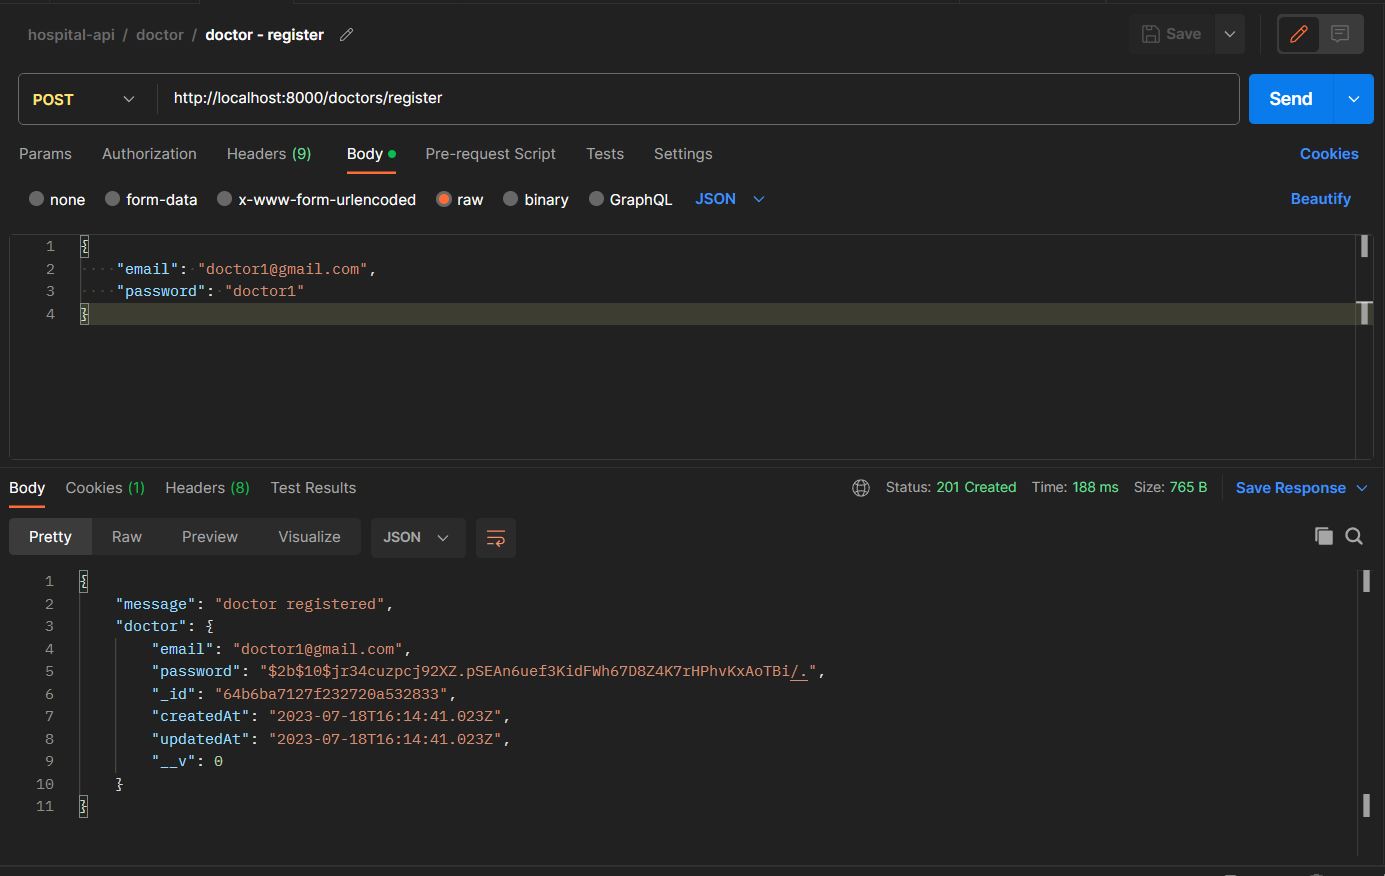 hospital-api / doctor / doctor - register Save
POST http://localhost:8000/doctors/register Send
Params Authorization Headers (9) Body Pre-request Script Tests Settings Cookies
none form-data x-www-form-urlencoded raw binary GraphQL JSON Beautify
1 {
2 "email": "doctor1@gmail.com",
3 "password": "doctor1"
4 }
Body Cookies (1) Headers (8) Test Results Status: 201 Created Time: 188 ms Size: 765 B Save Response
Pretty Raw Preview Visualize JSON
1 {
2 "message": "doctor registered",
3 "doctor": {
4 "email": "doctor1@gmail.com",
5 "password": "$2b$10$jr34cuzpcj92XZ.pSEAn6uef3KidFWh67D8Z4K7rHPhvKxAoTBi/.",
6 "_id": "64b6ba7127f232720a532833",
7 "createdAt": "2023-07-18T16:14:41.023Z",
8 "updatedAt": "2023-07-18T16:14:41.023Z",
9 "__v": 0
10 }
11 }